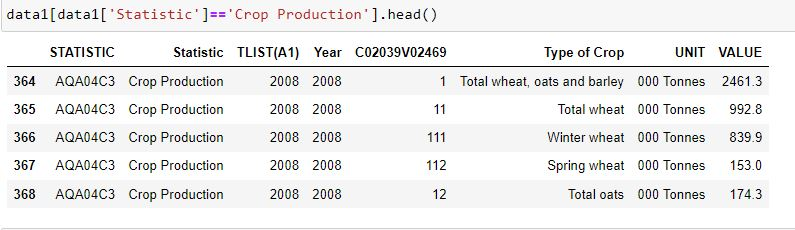 data1[data1['Statistic']=='Crop Production'].head()
STATISTIC Statistic TLIST(A1) Year C02039V02469 Type of Crop UNIT VALUE
364 AQA04C3 Crop Production 2008 2008 1 Total wheat, oats and barley 000 Tonnes 2461.3
365 AQA04C3 Crop Production 2008 2008 11 Total wheat 000 Tonnes 992.8
366 AQA04C3 Crop Production 2008 2008 111 Winter wheat 000 Tonnes 839.9
367 AQA04C3 Crop Production 2008 2008 112 Spring wheat 000 Tonnes 153.0
368 AQA04C3 Crop Production 2008 2008 12 Total oats 000 Tonnes 174.3